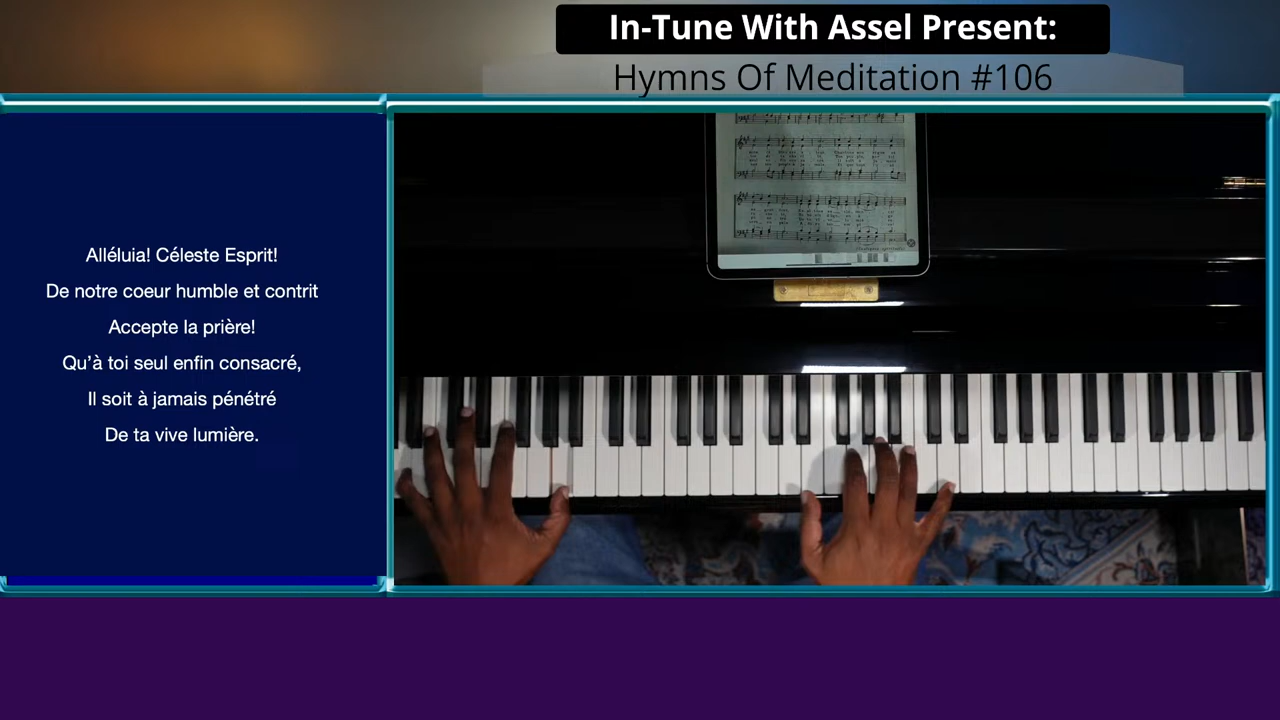 In-Tune With Assel Present:
Hymns Of Meditation #106
Alléluia! Céleste Esprit!
De notre coeur humble et contrit
Accepte la prière!
Qu’à toi seul enfin consacré,
Il soit à jamais pénétré
De ta vive lumière.